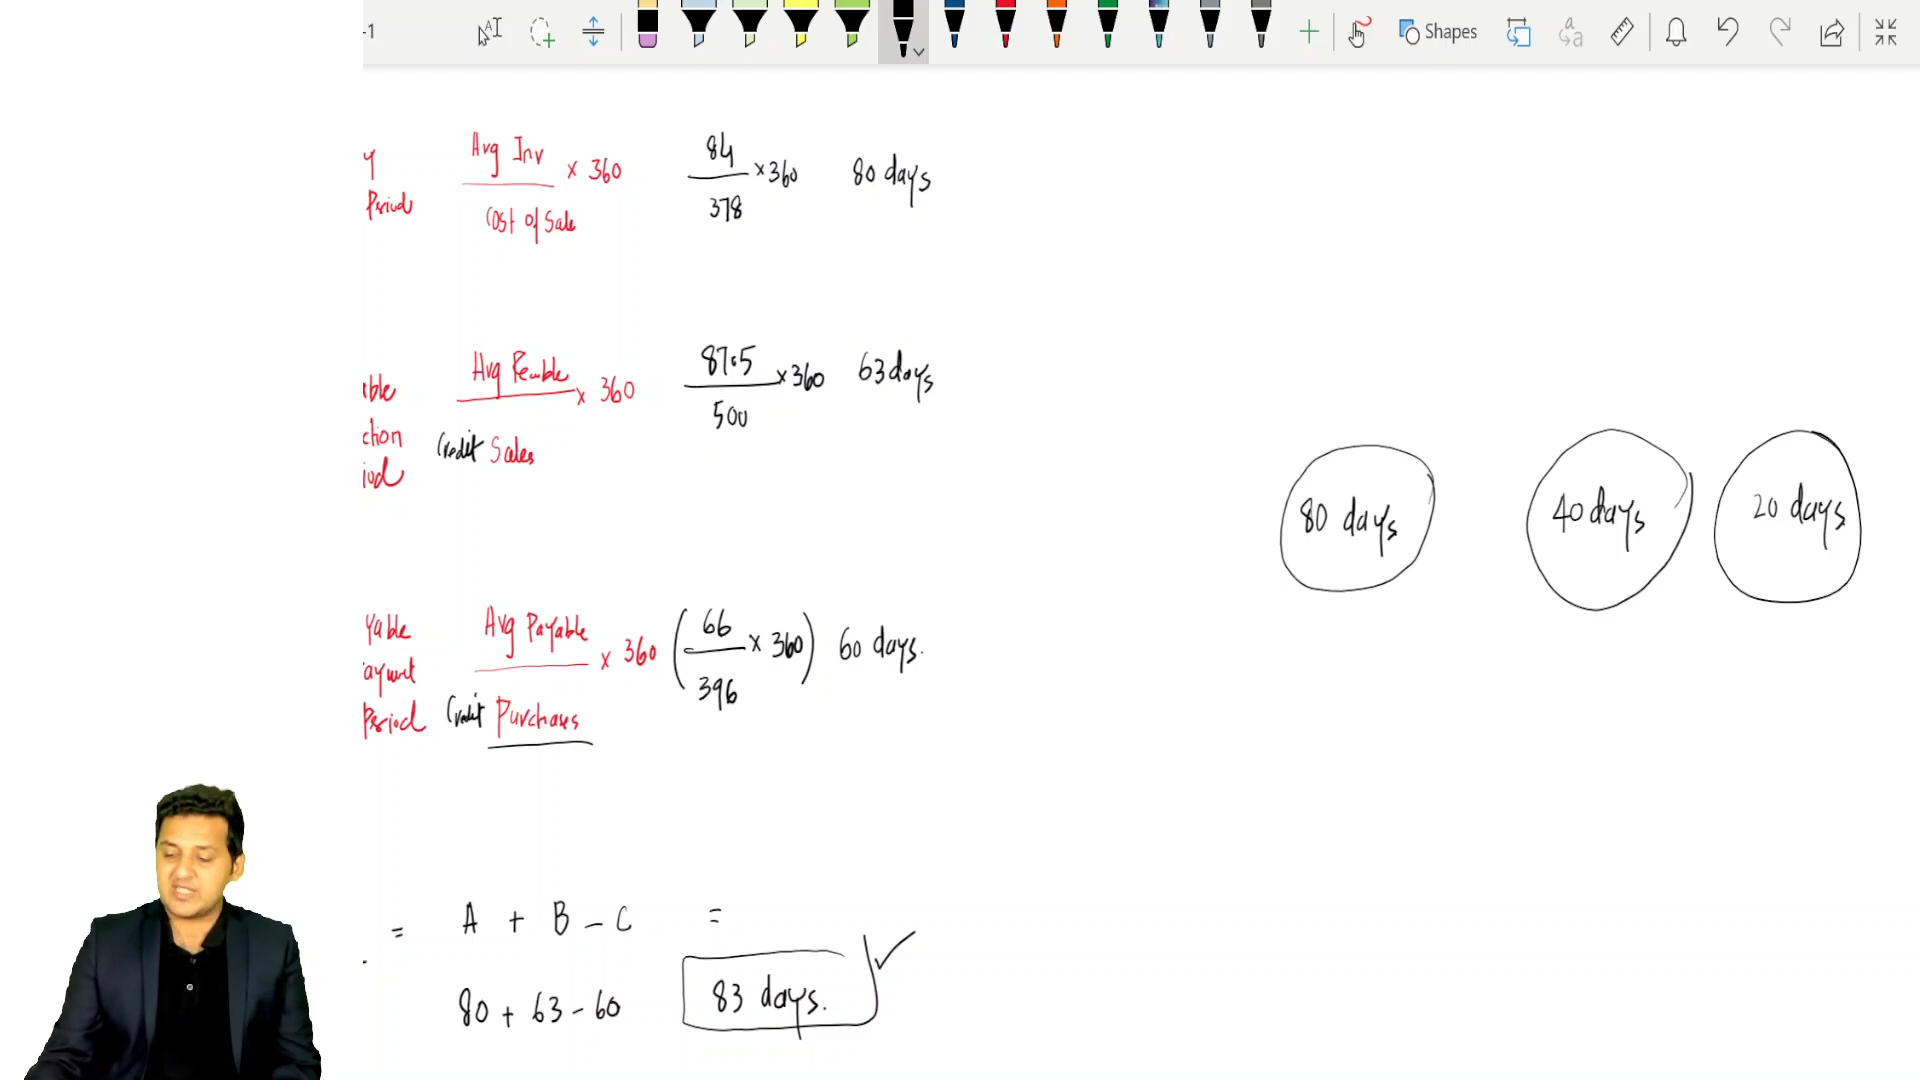 -1
Shapes
y
Period
Avg Inv
x 360
Cost of Sale
84
x 360
378
80 days
able
ction
iod
Avg
x 360
Credit Sales
87.5
x 360
500
63 days
80 days
40 days
20 days
yable
ayment
Period
Avg Payable
x 360
Credit Purchases
( 66
x 360 )
396
60 days.
= A + B - C =
80 + 63 - 60
83 days. ✓